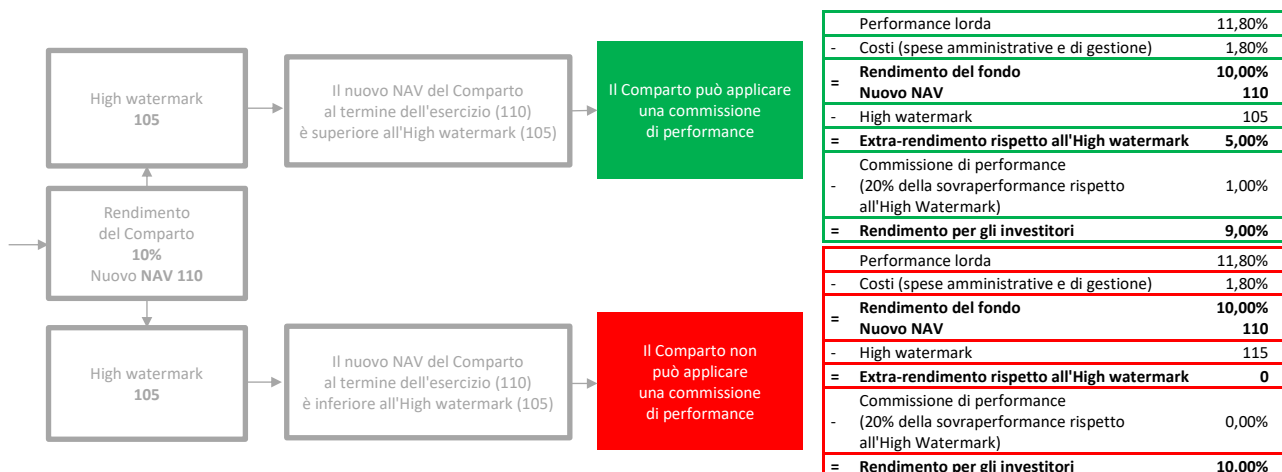 High watermark
105
Il nuovo NAV del Comparto
al termine dell'esercizio (110)
è superiore all'High watermark (105)
Il Comparto può applicare
una commissione
di performance
Rendimento
del Comparto
10%
Nuovo NAV 110
High watermark
105
Il nuovo NAV del Comparto
al termine dell'esercizio (110)
è inferiore all'High watermark (105)
Il Comparto non
può applicare
una commissione
di performance
Performance lorda 11,80%
- Costi (spese amministrative e di gestione) 1,80%
= Rendimento del fondo 10,00%
Nuovo NAV 110
- High watermark 105
= Extra-rendimento rispetto all'High watermark 5,00%
Commissione di performance
- (20% della sovraperformance rispetto 1,00%
all'High Watermark)
= Rendimento per gli investitori 9,00%
Performance lorda 11,80%
- Costi (spese amministrative e di gestione) 1,80%
= Rendimento del fondo 10,00%
Nuovo NAV 110
- High watermark 115
= Extra-rendimento rispetto all'High watermark 0
Commissione di performance
- (20% della sovraperformance rispetto 0,00%
all'High Watermark)
= Rendimento per gli investitori 10,00%